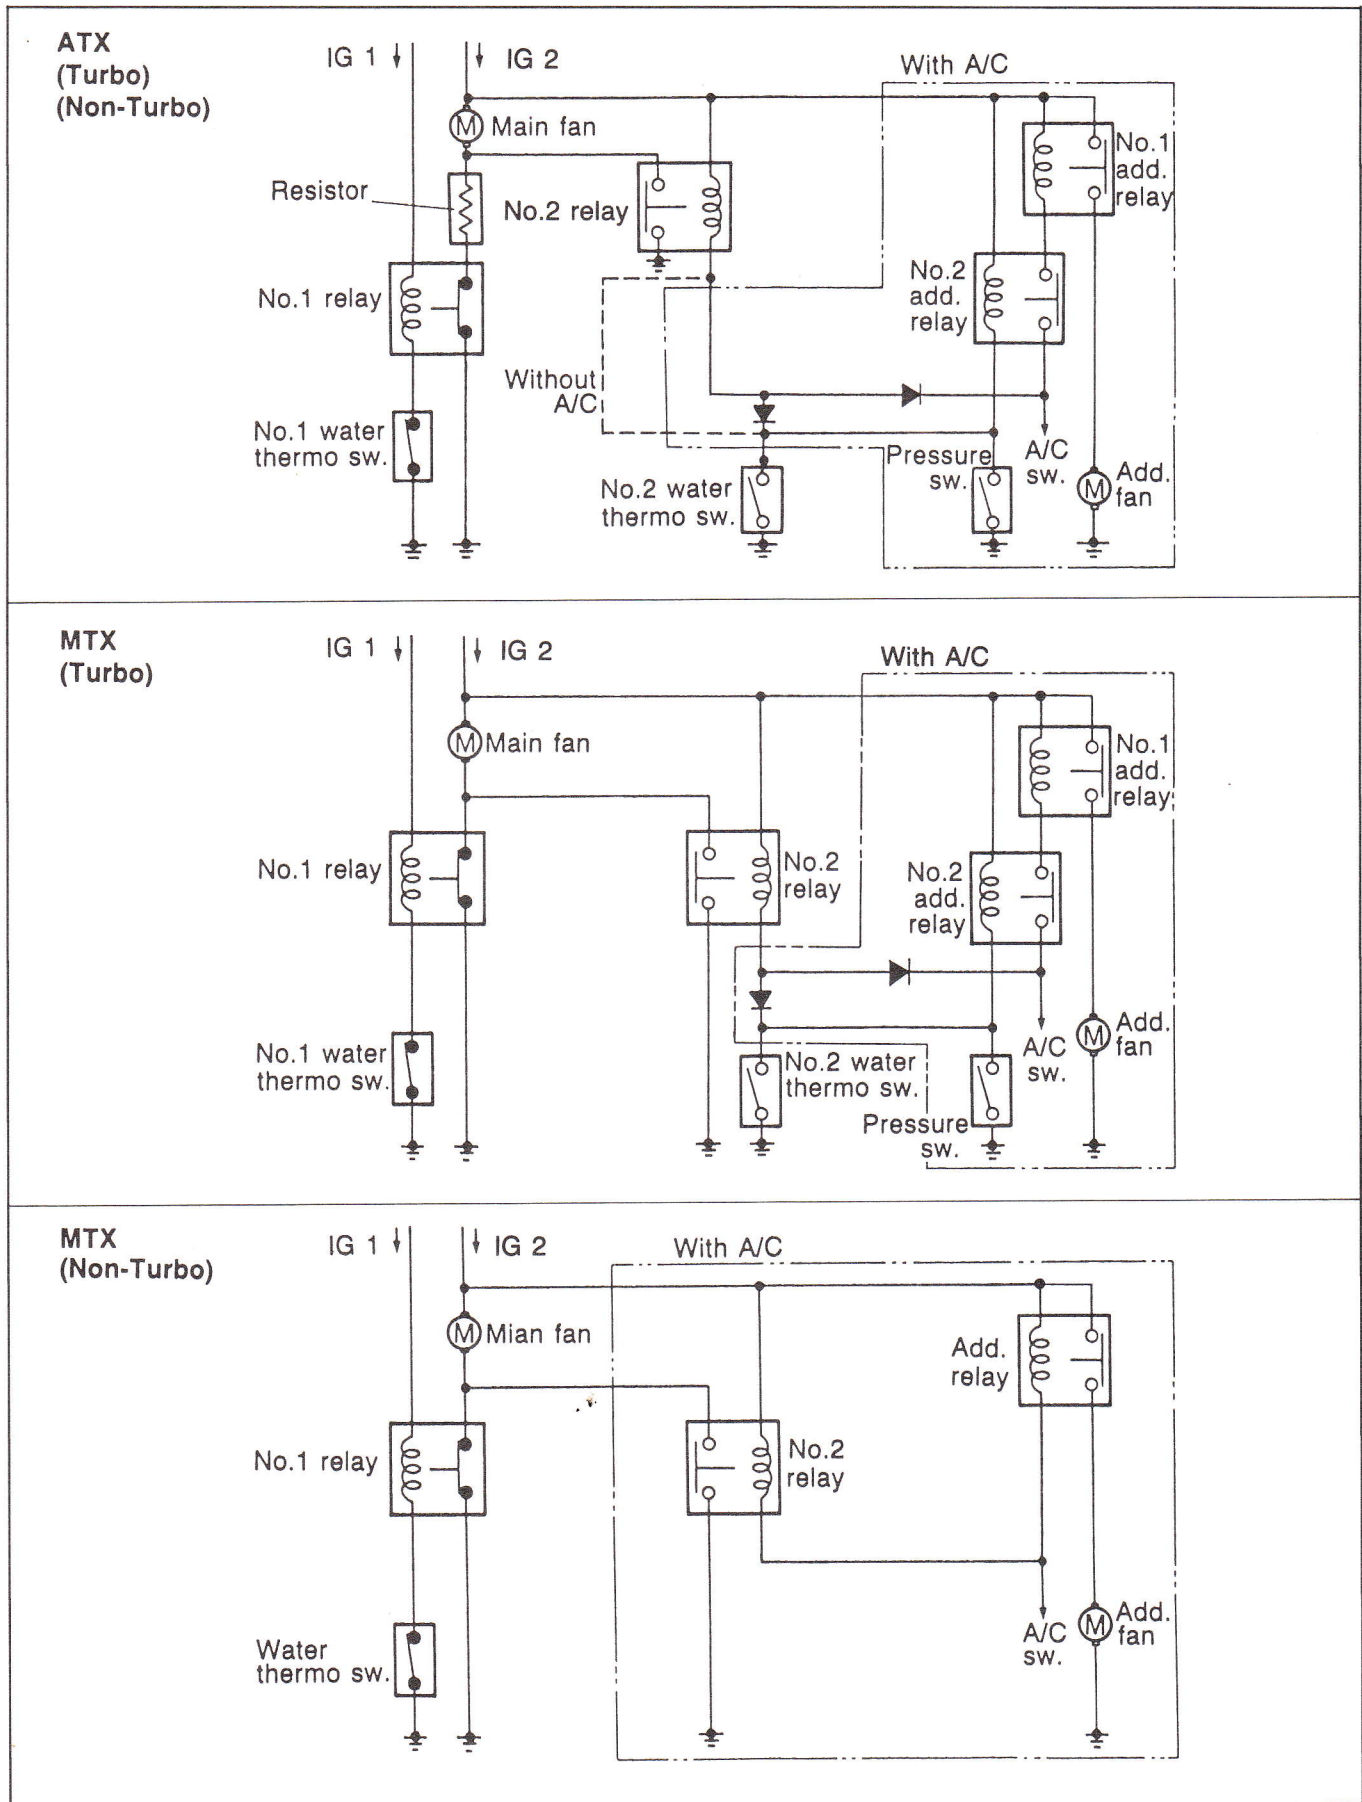 ATX
(Turbo)
(Non-Turbo)
IG 1
IG 2
With A/C
M
Main fan
Resistor
No.2 relay
No.1
add.
relay
No.1 relay
No.2
add.
relay
Without
A/C
No.1 water
thermo sw.
No.2 water
thermo sw.
Pressure
sw.
A/C
sw.
M
Add.
fan
MTX
(Turbo)
IG 1
IG 2
With A/C
M
Main fan
No.1
add.
relay
No.1 relay
No.2
relay
No.2
add.
relay
No.1 water
thermo sw.
No.2 water
thermo sw.
Pressure
sw.
A/C
sw.
M
Add.
fan
MTX
(Non-Turbo)
IG 1
IG 2
With A/C
M
Mian fan
Add.
relay
No.1 relay
No.2
relay
Water
thermo sw.
A/C
sw.
M
Add.
fan